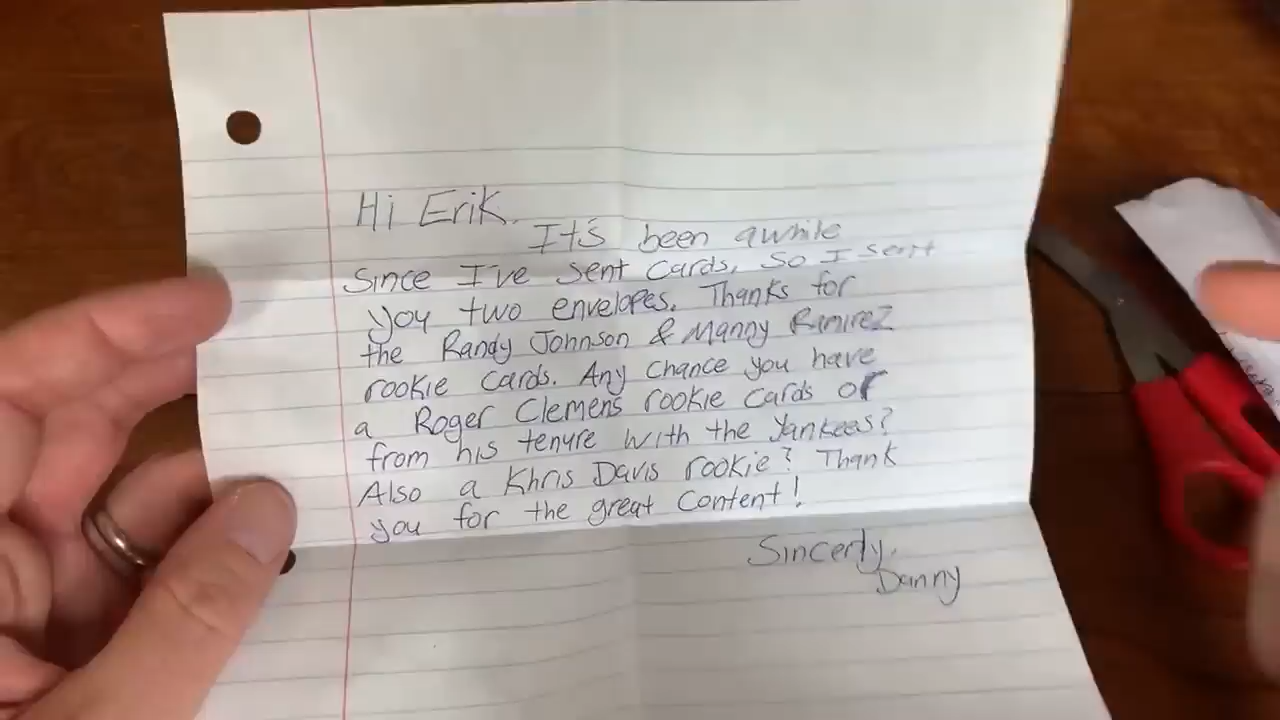 Hi Erik.
It's been awhile
Since I've sent cards, so I sent
you two envelopes. Thanks for
the Randy Johnson & Manny Ramirez
rookie cards. Any chance you have
a Roger Clemens rookie cards or
from his tenure with the Yankees?
Also a Khris Davis rookie? Thank
you for the great content!
Sincerly,
Danny